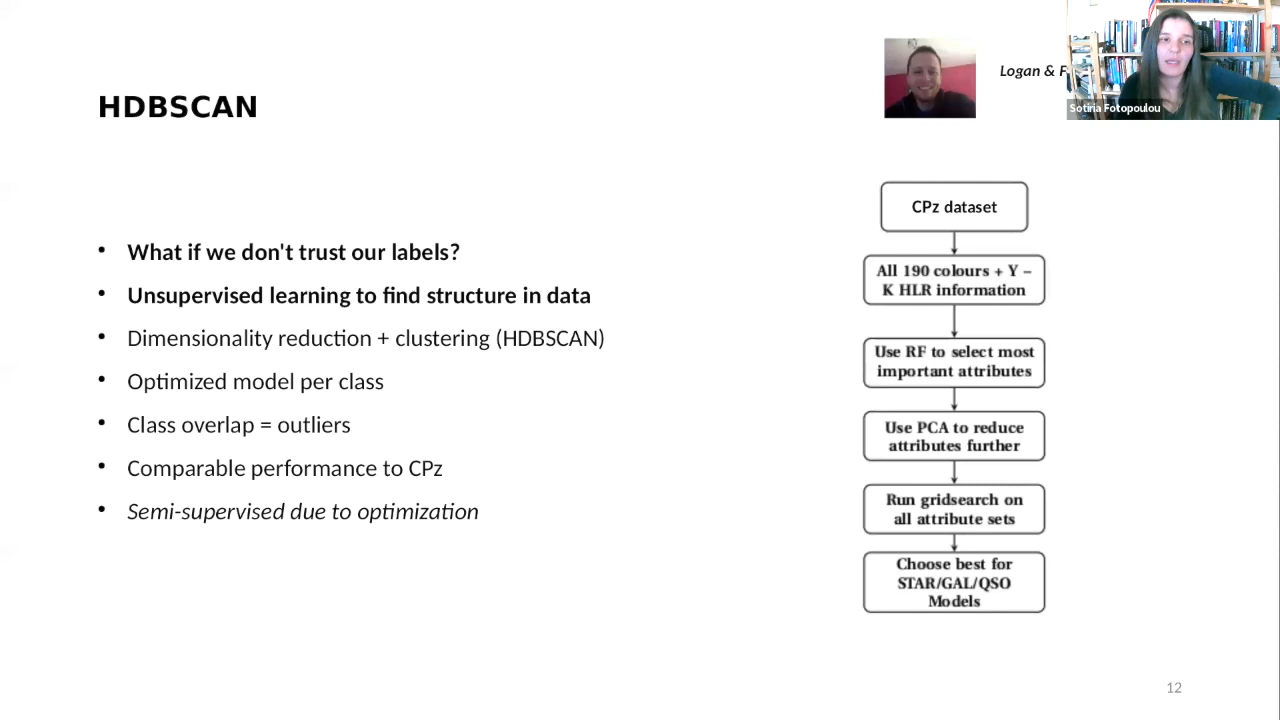 Logan & F
Sotiria Fotopoulou
HDBSCAN
• What if we don't trust our labels?
• Unsupervised learning to find structure in data
• Dimensionality reduction + clustering (HDBSCAN)
• Optimized model per class
• Class overlap = outliers
• Comparable performance to CPz
• Semi-supervised due to optimization
CPz dataset
All 190 colours + Y –
K HLR information
Use RF to select most
important attributes
Use PCA to reduce
attributes further
Run gridsearch on
all attribute sets
Choose best for
STAR/GAL/QSO
Models
12